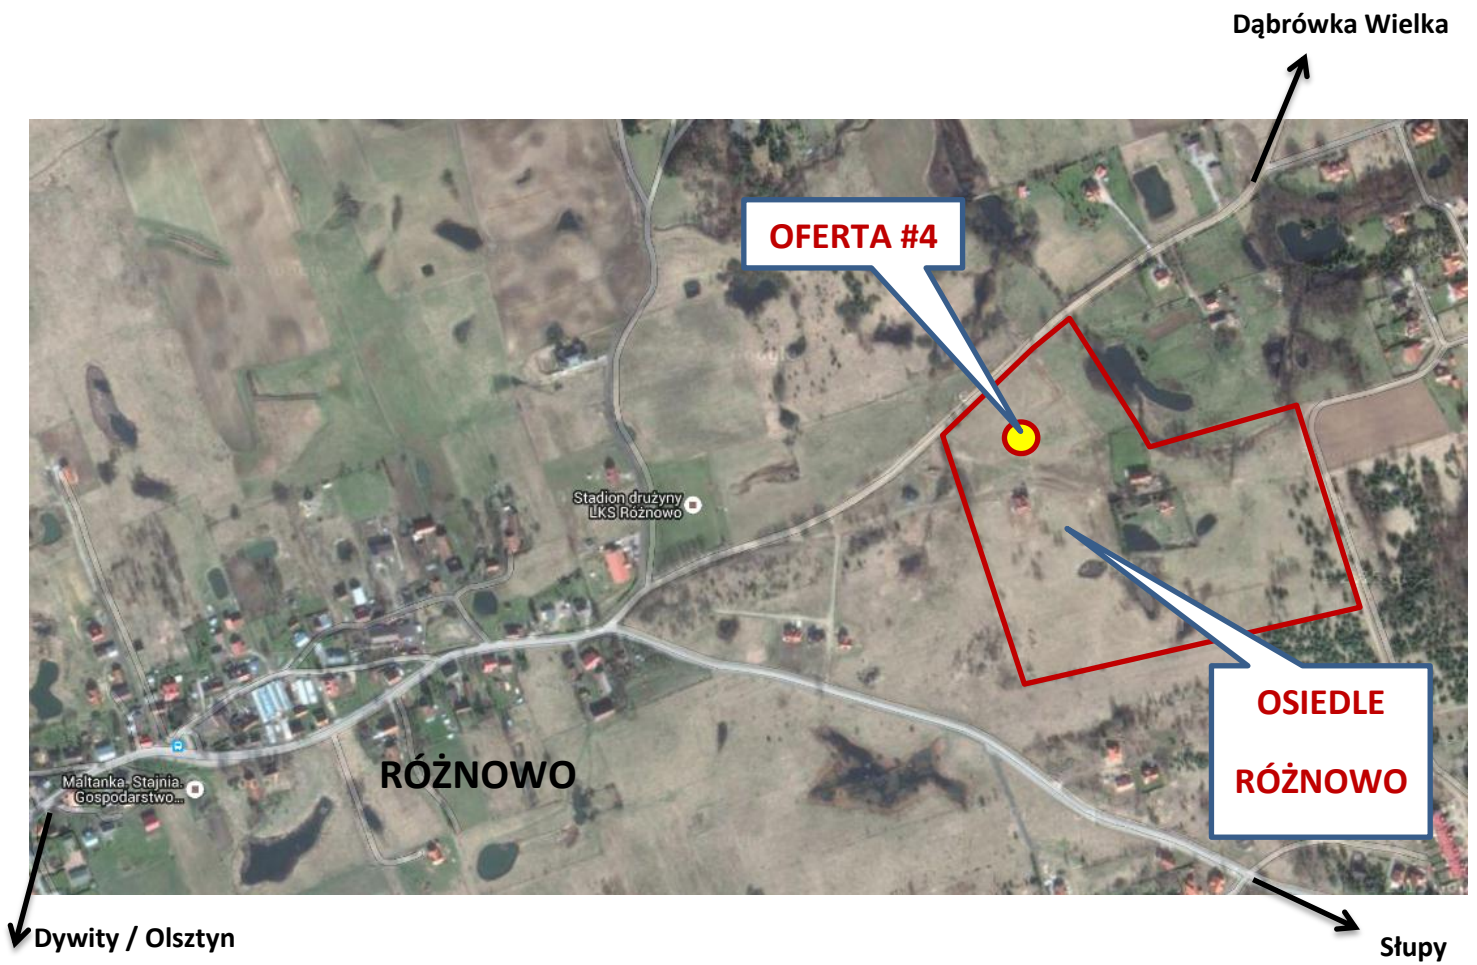 Dąbrówka Wielka
OFERTA #4
Stadion drużyny
LKS Różnowo
OSIEDLE
RÓŻNOWO
RÓŻNOWO
Maltanka. Stajnia.
Gospodarstwo...
Dywity / Olsztyn
Słupy